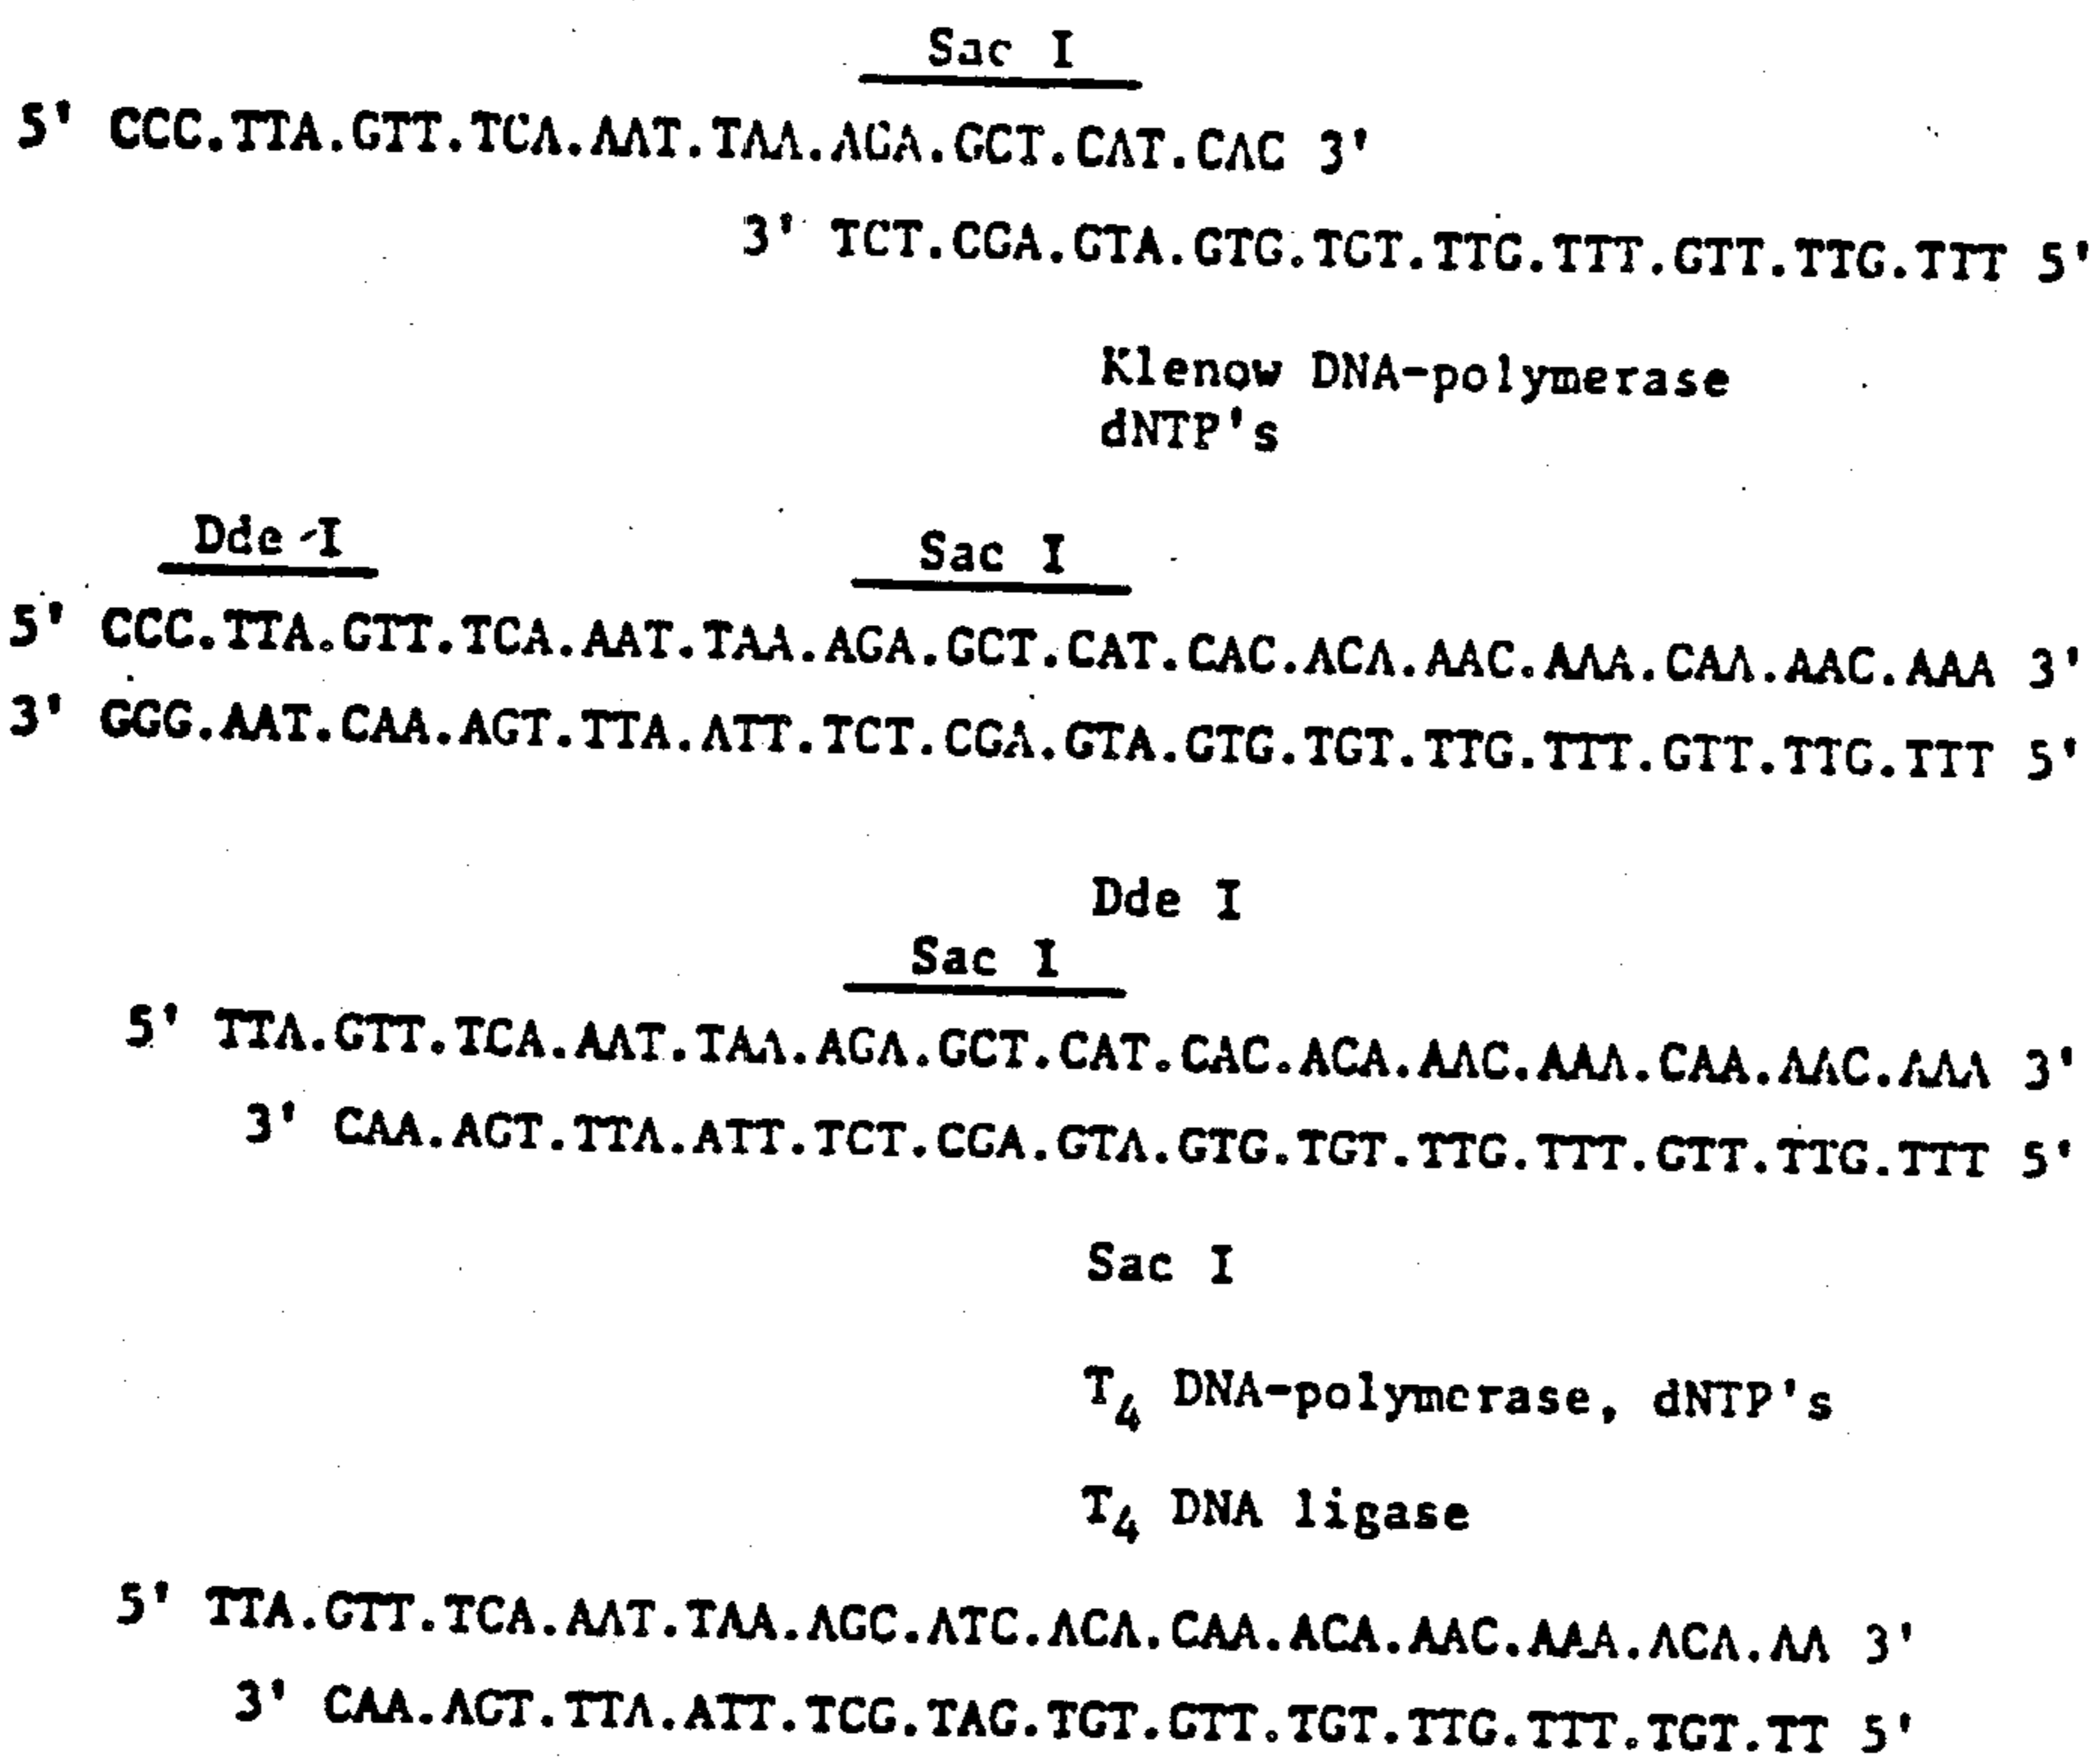 Sac I
5' CCC.TTA.GTT.TCA.AAT.TAA.AGA.GCT.CAT.CAC 3'
3' TCT.CGA.GTA.GTG.TGT.TTG.TTT.GTT.TTG.TTT 5'
Klenow DNA-polymerase
dNTP's
Dde I Sac I
5' CCC.TTA.GTT.TCA.AAT.TAA.AGA.GCT.CAT.CAC.ACA.AAC.AAA.CAA.AAC.AAA 3'
3' GGG.AAT.CAA.AGT.TTA.ATT.TCT.CGA.GTA.GTG.TGT.TTG.TTT.GTT.TTG.TTT 5'
Dde I
Sac I
5' TTA.GTT.TCA.AAT.TAA.AGA.GCT.CAT.CAC.ACA.AAC.AAA.CAA.AAC.AAA 3'
3' CAA.AGT.TTA.ATT.TCT.CGA.GTA.GTG.TGT.TTG.TTT.GTT.TTG.TTT 5'
Sac I
T4 DNA-polymerase, dNTP's
T4 DNA ligase
5' TTA.GTT.TCA.AAT.TAA.AGC.ATC.ACA.CAA.ACA.AAC.AAA.ACA.AA 3'
3' CAA.AGT.TTA.ATT.TCG.TAG.TGT.GTT.TGT.TTG.TTT.TGT.TT 5'